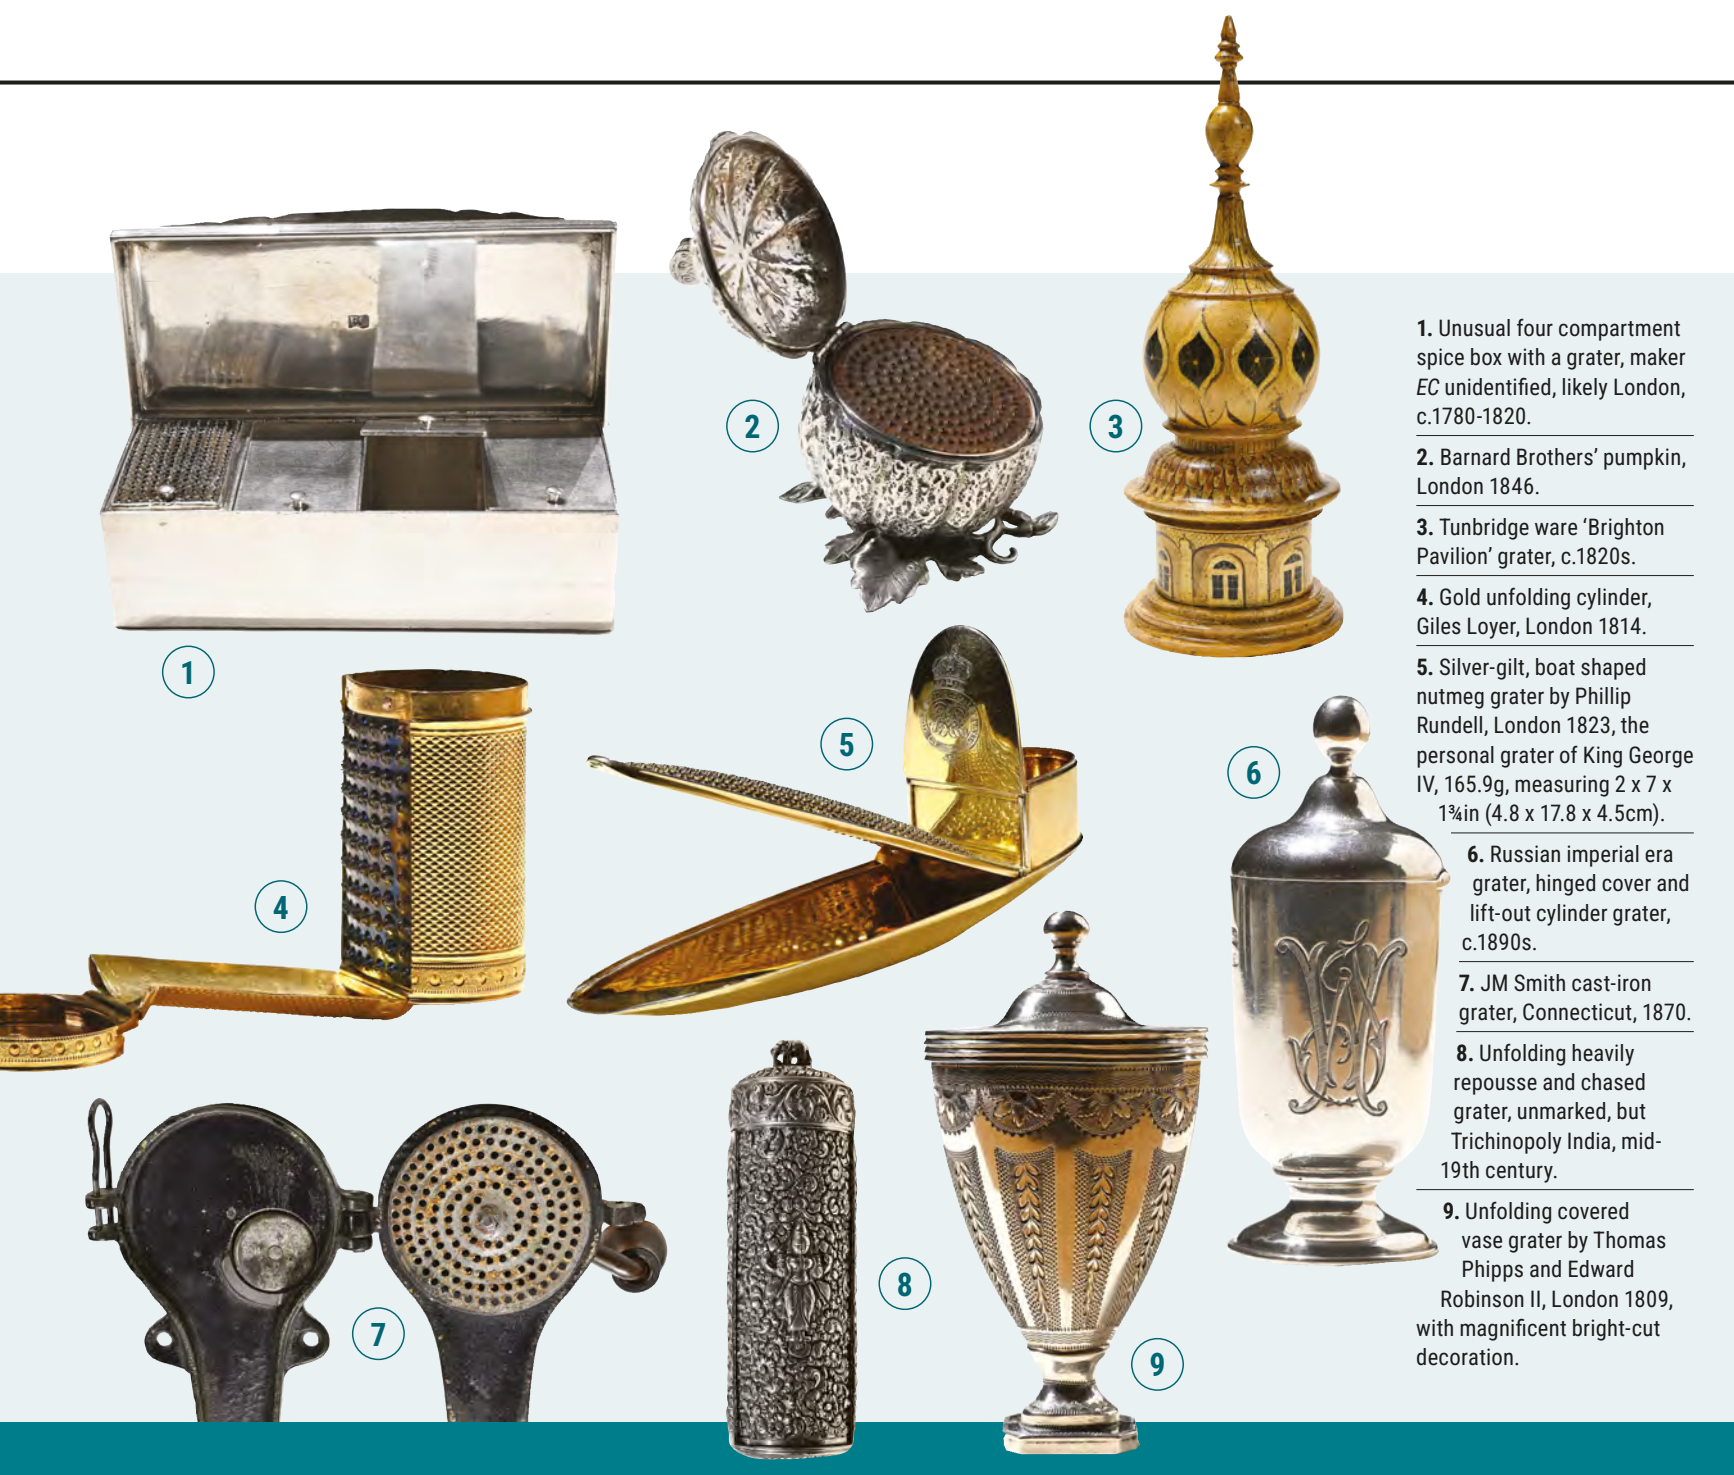 1. Unusual four compartment
spice box with a grater, maker
EC unidentified, likely London,
c.1780-1820.
2. Barnard Brothers’ pumpkin,
London 1846.
3. Tunbridge ware ‘Brighton
Pavilion’ grater, c.1820s.
4. Gold unfolding cylinder,
Giles Loyer, London 1814.
5. Silver-gilt, boat shaped
nutmeg grater by Phillip
Rundell, London 1823, the
personal grater of King George
IV, 165.9g, measuring 2 x 7 x
1¾in (4.8 x 17.8 x 4.5cm).
6. Russian imperial era
grater, hinged cover and
lift-out cylinder grater,
c.1890s.
7. JM Smith cast-iron
grater, Connecticut, 1870.
8. Unfolding heavily
repousse and chased
grater, unmarked, but
Trichinopoly India, mid-
19th century.
9. Unfolding covered
vase grater by Thomas
Phipps and Edward
Robinson II, London 1809,
with magnificent bright-cut
decoration.
1
2
3
4
5
6
7
8
9